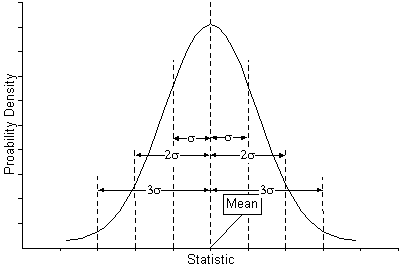 Proability Density
σ σ
2σ 2σ
3σ 3σ
Mean
Statistic